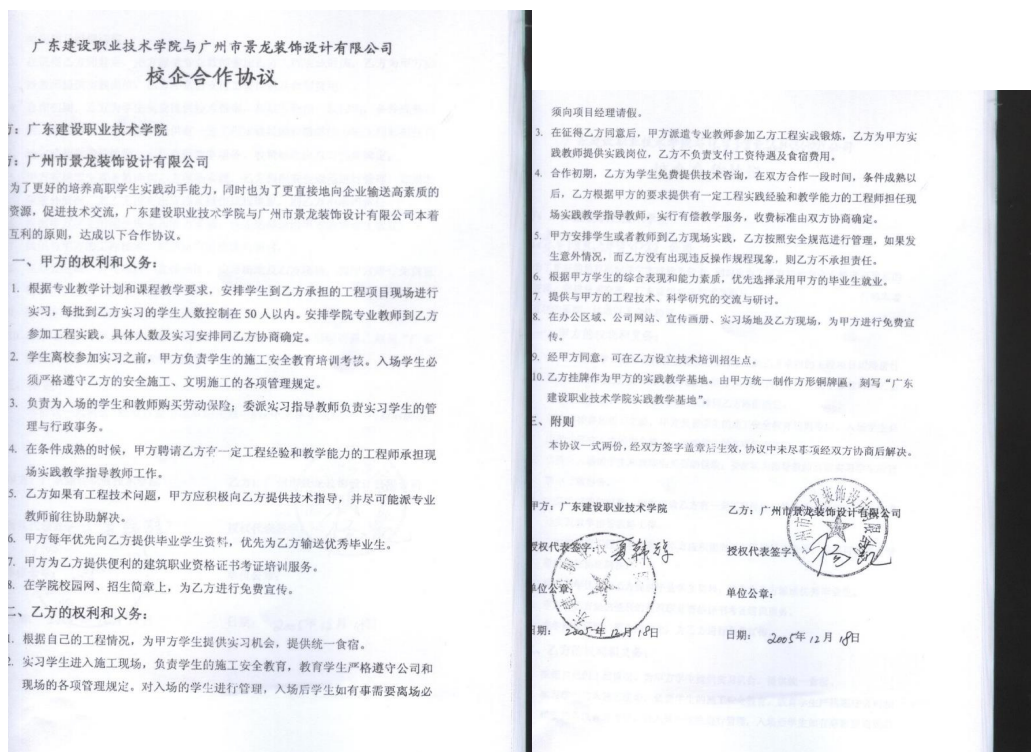 广东建设职业技术学院与广州市景龙装饰设计有限公司
校企合作协议
方：广东建设职业技术学院
方：广州市景龙装饰设计有限公司
为了更好的培养高职学生实践动手能力，同时也为了更直接地向企业输送高素质的
资源，促进技术交流，广东建设职业技术学院与广州市景龙装饰设计有限公司本着
互利的原则，达成以下合作协议。
一、甲方的权利和义务：
1. 根据专业教学计划和课程教学要求，安排学生到乙方承担的工程项目现场进行
实习，每批到乙方实习的学生人数控制在 50 人以内。安排学院专业教师到乙方
参加工程实践。具体人数及实习安排同乙方协商确定。
2. 学生离校参加实习之前，甲方负责学生的施工安全教育培训考核。入场学生必
须严格遵守乙方的安全施工、文明施工的各项管理规定。
3. 负责为入场的学生和教师购买劳动保险；委派实习指导教师负责实习学生的管
理与行政事务。
4. 在条件成熟的时候，甲方聘请乙方有一定工程经验和教学能力的工程师承担现
场实践教学指导教师工作。
5. 乙方如果有工程技术问题，甲方应积极向乙方提供技术指导，并尽可能派专业
教师前往协助解决。
6. 甲方每年优先向乙方提供毕业学生资料，优先为乙方输送优秀毕业生。
7. 甲方为乙方提供便利的建筑职业资格证书考证培训服务。
8. 在学院校园网、招生简章上，为乙方进行免费宣传。
二、乙方的权利和义务：
1. 根据自己的工程情况，为甲方学生提供实习机会，提供统一食宿。
2. 实习学生进入施工现场，负责学生的施工安全教育，教育学生严格遵守公司和
现场的各项管理规定。对入场的学生进行管理，入场后学生如有事需要离场必
须向项目经理请假。
3. 在征得乙方同意后，甲方派遣专业教师参加乙方工程实战锻炼，乙方为甲方实
践教师提供实践岗位，乙方不负责支付工资待遇及食宿费用。
4. 合作初期，乙方为学生免费提供技术咨询，在双方合作一段时间，条件成熟以
后，乙方根据甲方的要求提供有一定工程实践经验和教学能力的工程师担任现
场实践教学指导教师，实行有偿教学服务，收费标准由双方协商确定。
5. 甲方安排学生或者教师到乙方现场实践，乙方按照安全规范进行管理，如果发
生意外情况，而乙方没有出现违反操作规程现象，则乙方不承担责任。
6. 根据甲方学生的综合表现和能力素质，优先选择录用甲方的毕业生就业。
7. 提供与甲方的工程技术、科学研究的交流与研讨。
8. 在办公区域、公司网站、宣传画册、实习场地及乙方现场，为甲方进行免费宣
传。
9. 经甲方同意，可在乙方设立技术培训招生点。
10. 乙方挂牌作为甲方的实践教学基地。由甲方统一制作方形铜牌匾，刻写“广东
建设职业技术学院实践教学基地”。
三、附则
本协议一式两份，经双方签字盖章后生效，协议中未尽事项经双方协商后解决。
甲方：广东建设职业技术学院
乙方：广州市景龙装饰设计有限公司
授权代表签字：
授权代表签字：杨凯
单位公章：
单位公章：
日期： 2005年12月18日
日期： 2005年12月18日